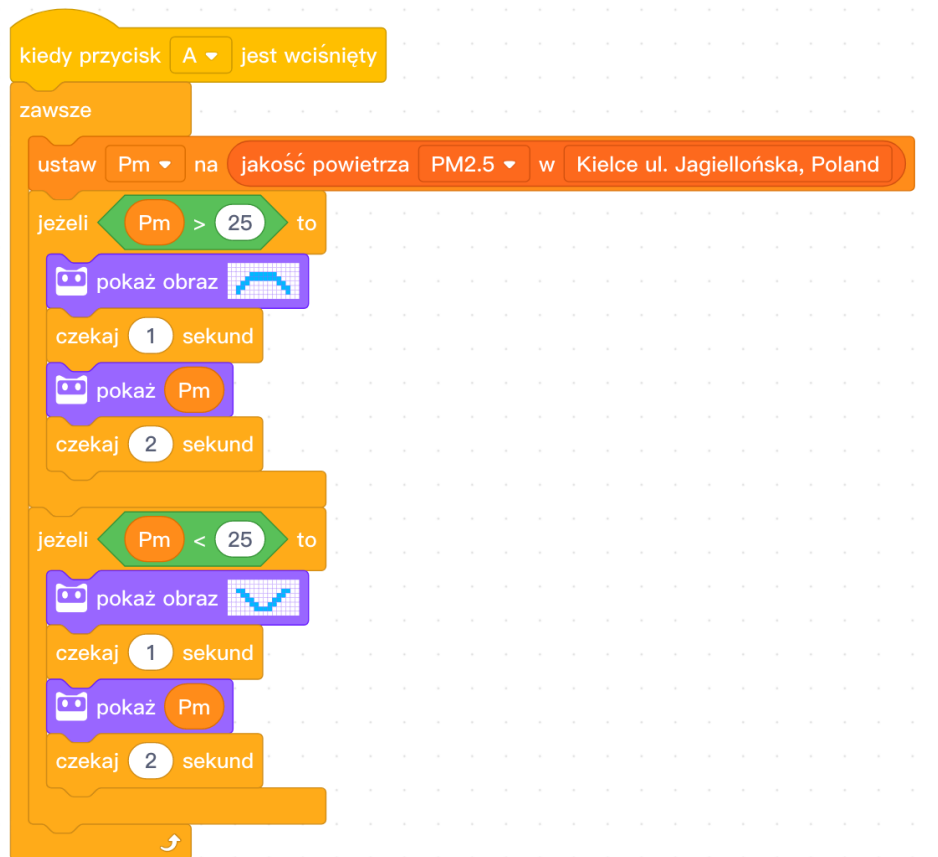 kiedy przycisk A jest wciśnięty
zawsze
ustaw Pm na jakość powietrza PM2.5 w Kielce ul. Jagiellońska, Poland
jeżeli Pm > 25 to
pokaż obraz
czekaj 1 sekund
pokaż Pm
czekaj 2 sekund
jeżeli Pm < 25 to
pokaż obraz
czekaj 1 sekund
pokaż Pm
czekaj 2 sekund